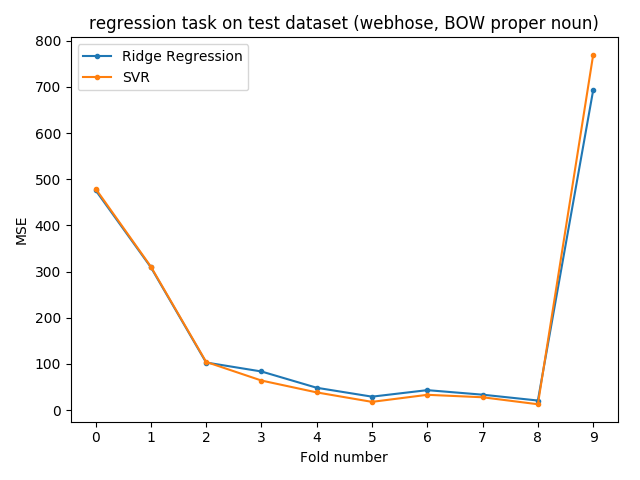 regression task on test dataset (webhose, BOW proper noun)
Ridge Regression
SVR
800
700
600
500
400
300
200
100
0
MSE
0 1 2 3 4 5 6 7 8 9
Fold number